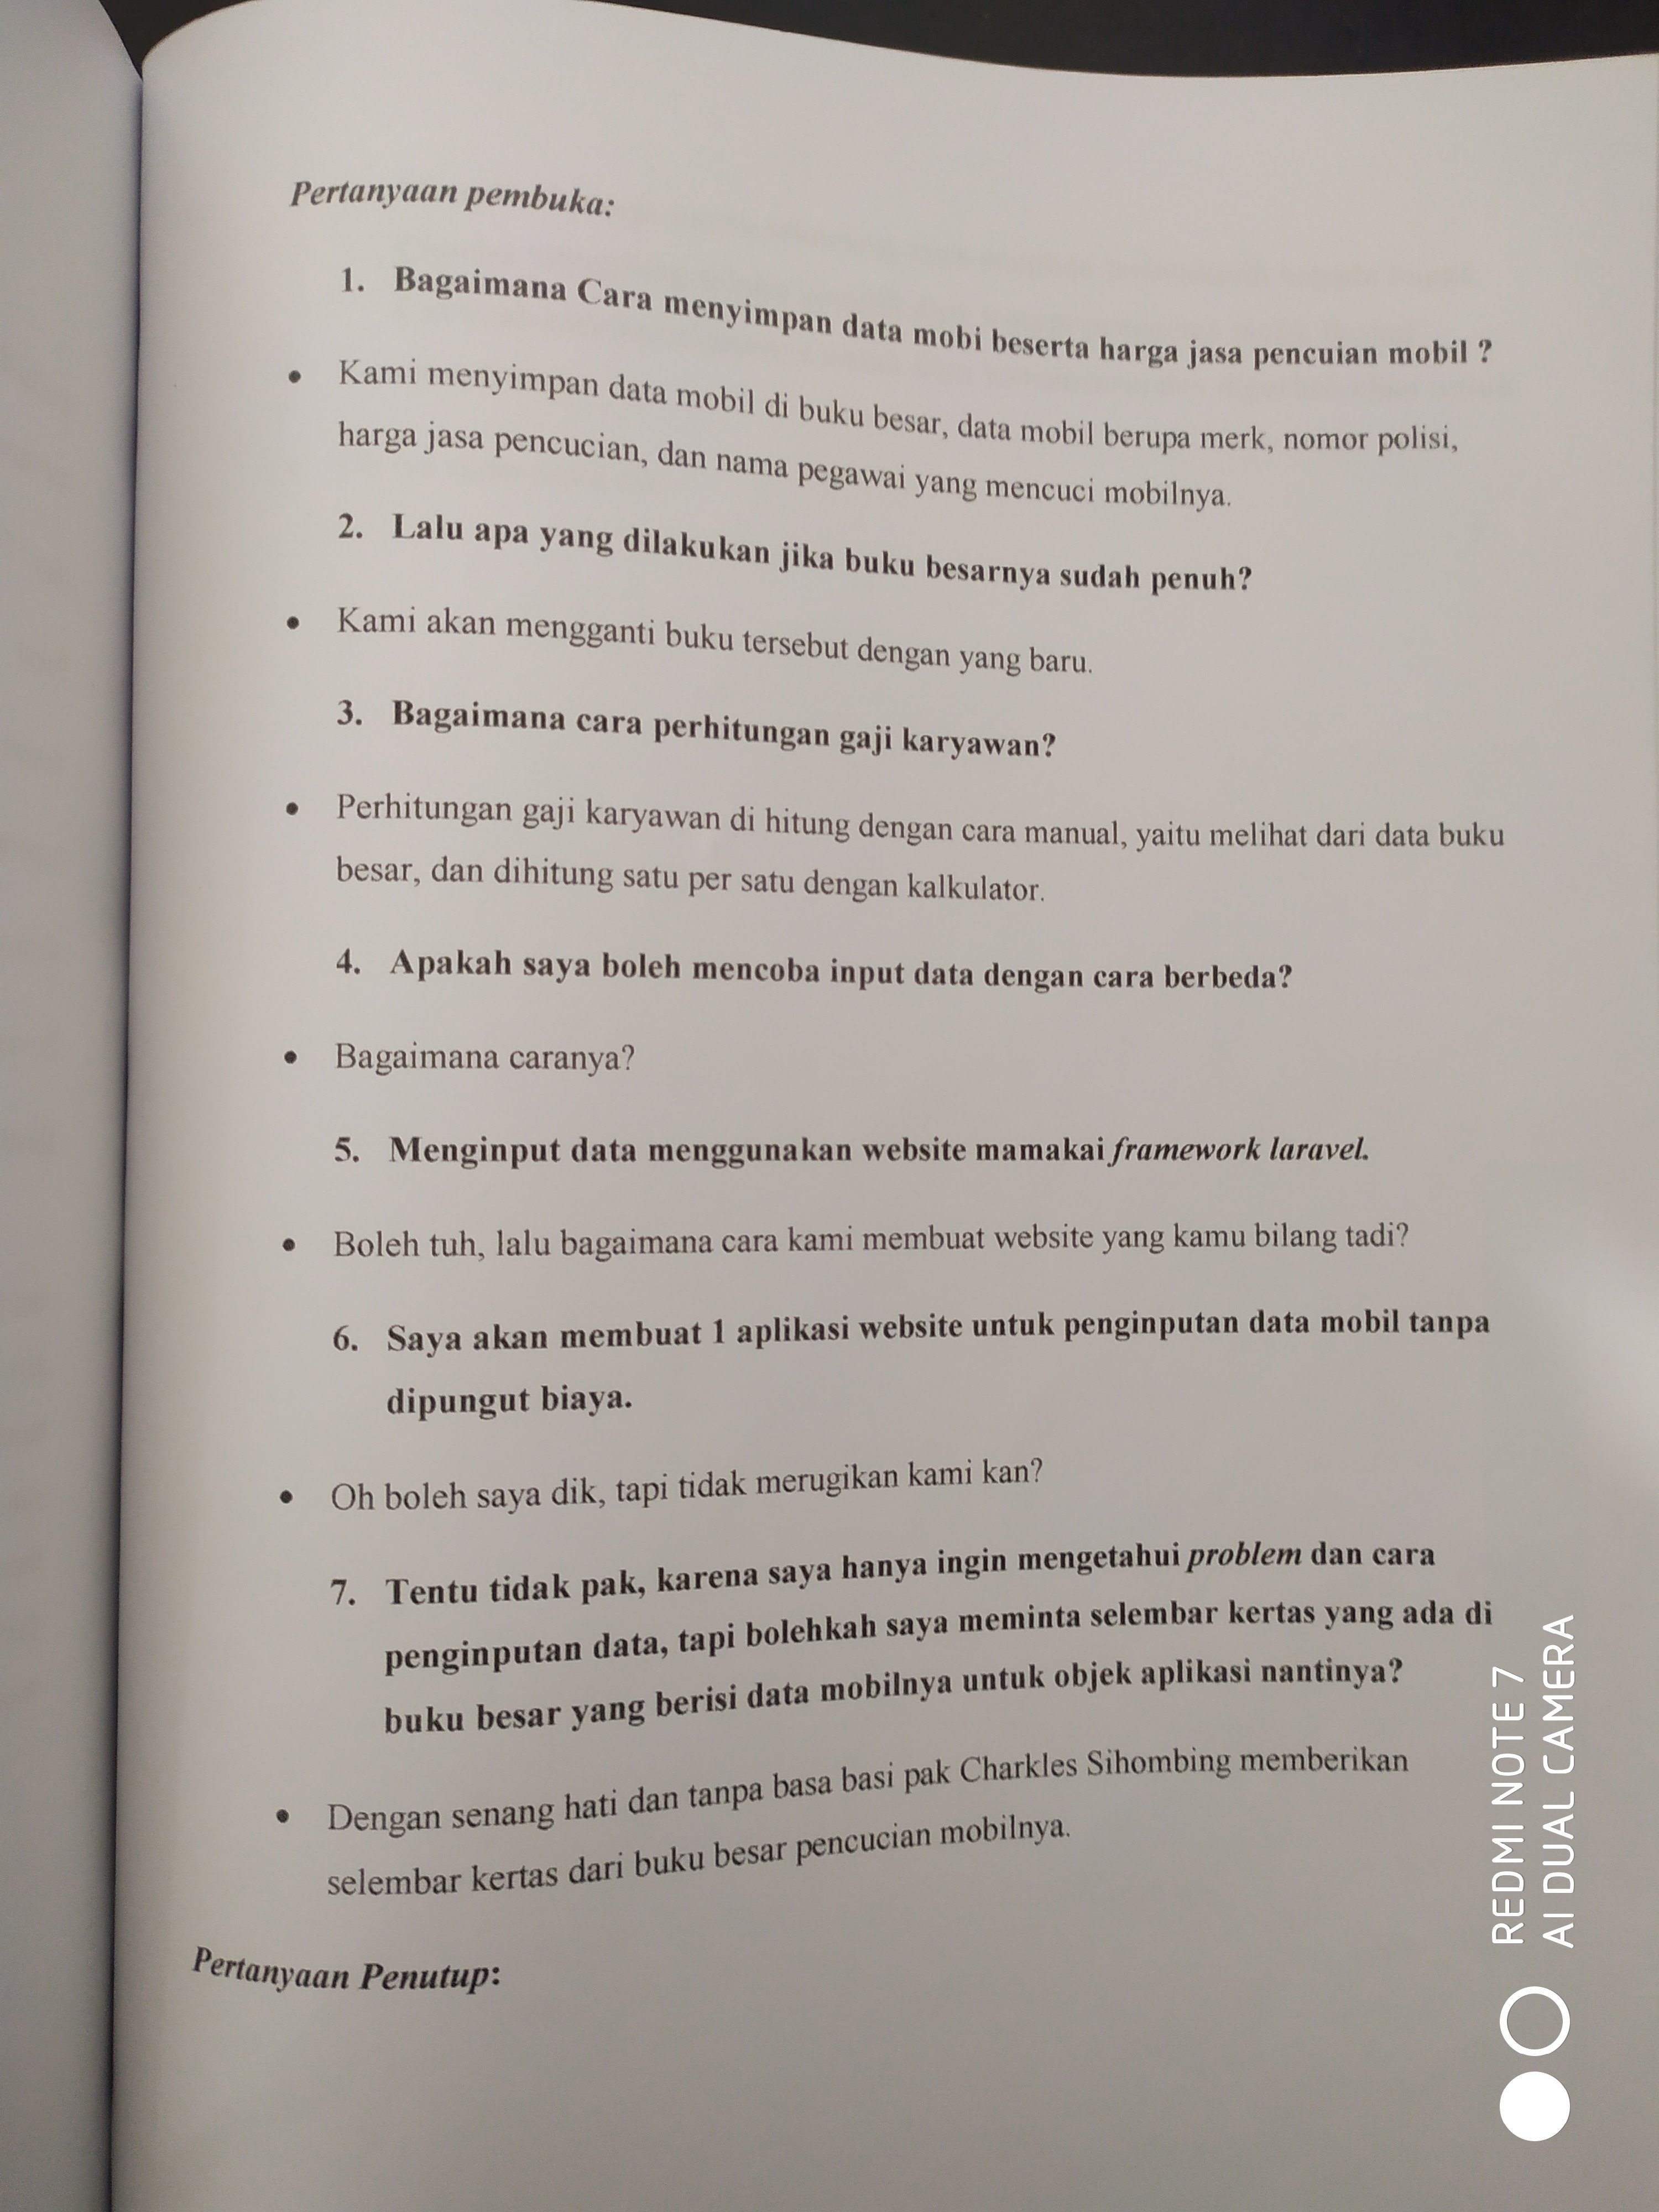 Pertanyaan pembuka:
1. Bagaimana Cara menyimpan data mobi beserta harga jasa pencuian mobil ?
• Kami menyimpan data mobil di buku besar, data mobil berupa merk, nomor polisi,
harga jasa pencucian, dan nama pegawai yang mencuci mobilnya.
2. Lalu apa yang dilakukan jika buku besarnya sudah penuh?
• Kami akan mengganti buku tersebut dengan yang baru.
3. Bagaimana cara perhitungan gaji karyawan?
• Perhitungan gaji karyawan di hitung dengan cara manual, yaitu melihat dari data buku
besar, dan dihitung satu per satu dengan kalkulator.
4. Apakah saya boleh mencoba input data dengan cara berbeda?
• Bagaimana caranya?
5. Menginput data menggunakan website mamakai framework laravel.
• Boleh tuh, lalu bagaimana cara kami membuat website yang kamu bilang tadi?
6. Saya akan membuat 1 aplikasi website untuk penginputan data mobil tanpa
dipungut biaya.
• Oh boleh saya dik, tapi tidak merugikan kami kan?
7. Tentu tidak pak, karena saya hanya ingin mengetahui problem dan cara
penginputan data, tapi bolehkah saya meminta selembar kertas yang ada di
buku besar yang berisi data mobilnya untuk objek aplikasi nantinya?
• Dengan senang hati dan tanpa basa basi pak Charkles Sihombing memberikan
selembar kertas dari buku besar pencucian mobilnya.
Pertanyaan Penutup:
REDMI NOTE 7
AI DUAL CAMERA